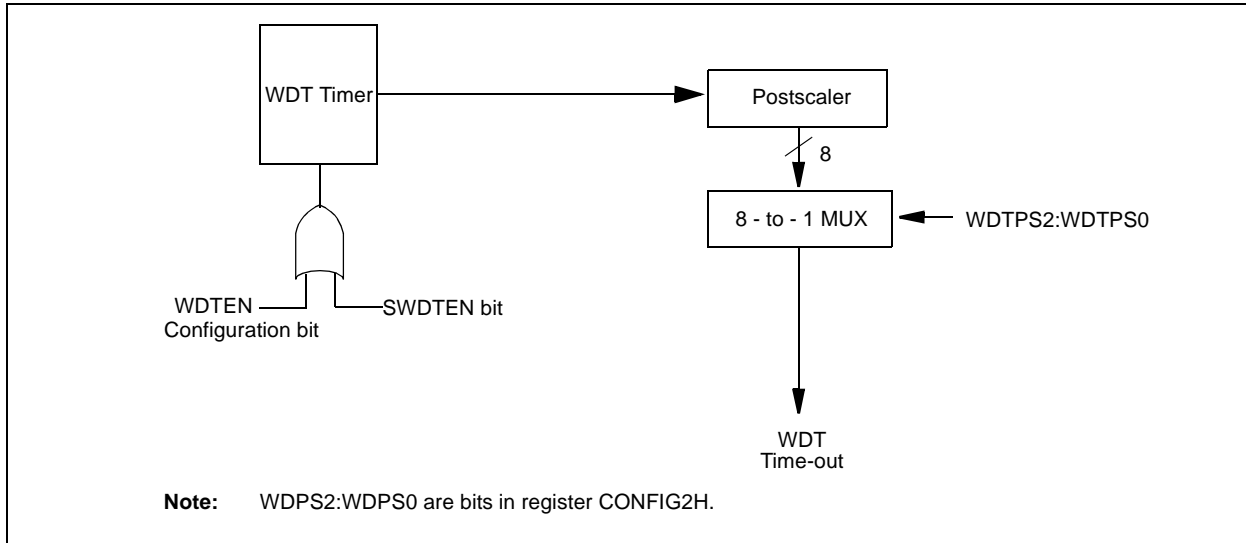 WDT Timer
Postscaler
8
8 - to - 1 MUX
WDTPS2:WDTPS0
WDTEN
Configuration bit
SWDTEN bit
WDT
Time-out
Note: WDPS2:WDPS0 are bits in register CONFIG2H.